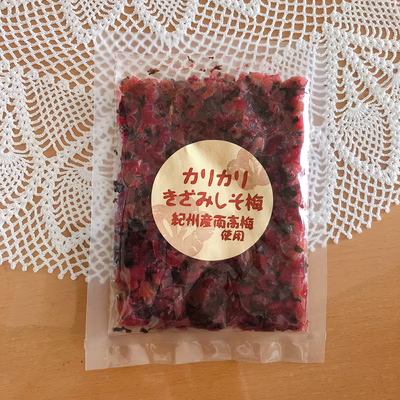 カリカリ
きざみしそ梅
紀州産南高梅
使用